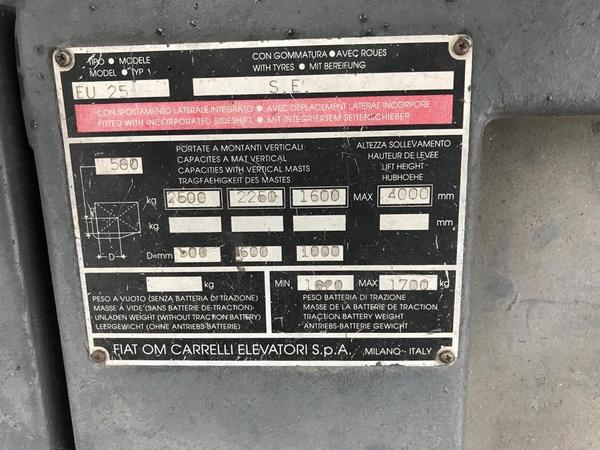 TIPO • MODELE
MODEL • TYP
CON GOMMATURA • AVEC ROUES
WITH TYRES • MIT BEREIFUNG
EU 25
S.E.
CON SPOSTAMENTO LATERALE INTEGRATO • AVEC DEPLACEMENT LATERAL INCORPORE
FITTED WITH INCORPORATED SIDESHIFT • MIT INTEGRIERTEM SEITENSCHIEBER
500
PORTATE A MONTANTI VERTICALI
CAPACITES A MAT VERTICAL
CAPACITIES WITH VERTICAL MASTS
TRAGFAEHIGKEIT DES MASTES
ALTEZZA SOLLEVAMENTO
HAUTEUR DE LEVÉE
LIFT HEIGHT-
HUBHOEHE
kg 2500 2260 1600 MAX 4000 mm
kg mm
D=mm 500 600 1000
D
kg
PESO A VUOTO (SENZA BATTERIA DI TRAZIONE)
MASSE A VIDE (SANS BATTERIE DE TRACTION)
UNLADEN WEIGHT (WITHOUT TRACTION BATTERY)
LEERGEWICHT (OHNE ANTRIEBS-BATTERIE)
MIN MAX 1700 kg
PESO BATTERIA DI TRAZIONE
MASSE DE LA BATTERIE DE TRACTION
TRACTION BATTERY WEIGHT
ANTRIEBS-BATTERIE GEWICHT
FIAT OM CARRELLI ELEVATORI S.p.A. MILANO - ITALY